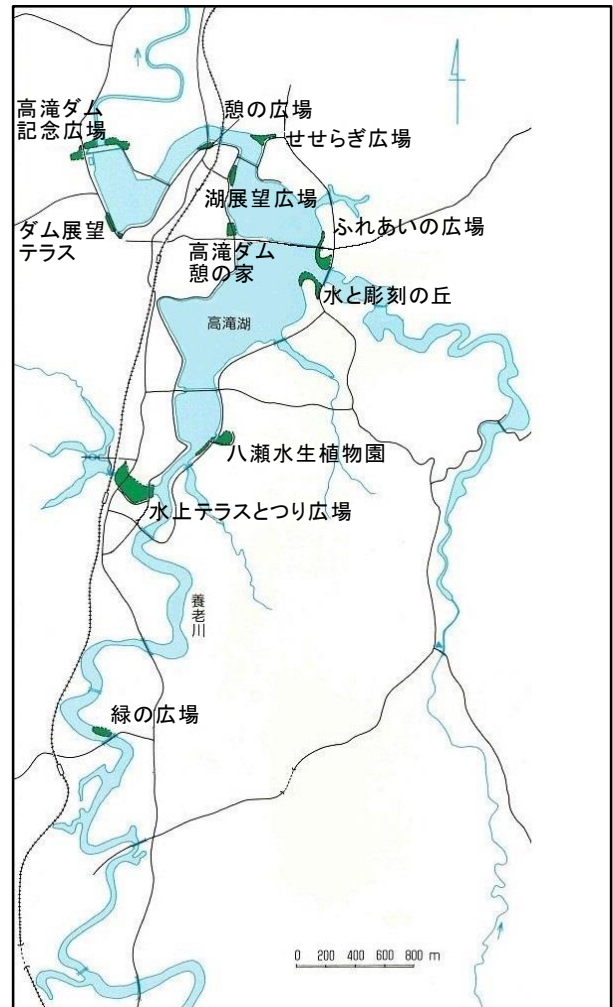 高滝ダム
記念広場
憩の広場
せせらぎ広場
湖展望広場
ダム展望
テラス
高滝ダム
憩の家
ふれあいの広場
水と彫刻の丘
高滝湖
八瀬水生植物園
水上テラスとつり広場
養老川
緑の広場
0 200 400 600 800 m